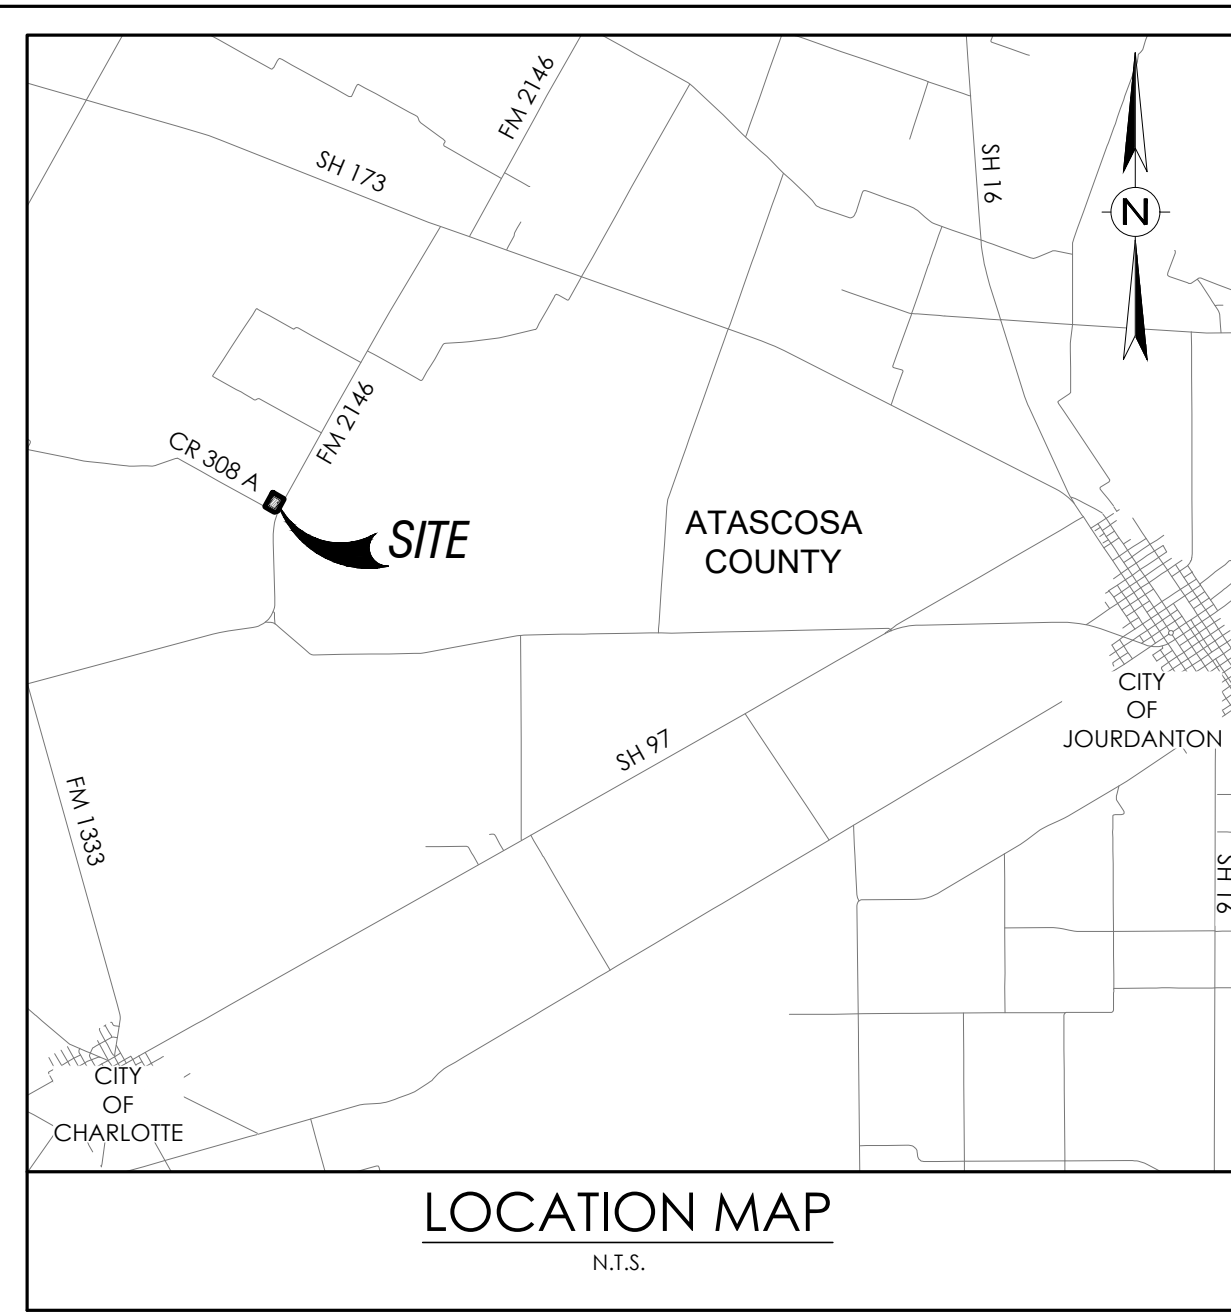 FM 2146
SH 173
SH 16
N
FM 2146
CR 308 A
SITE
ATASCOSA
COUNTY
CITY
OF
JOURDANTON
SH 97
FM 1333
SH 16
CITY
OF
CHARLOTTE
LOCATION MAP
N.T.S.